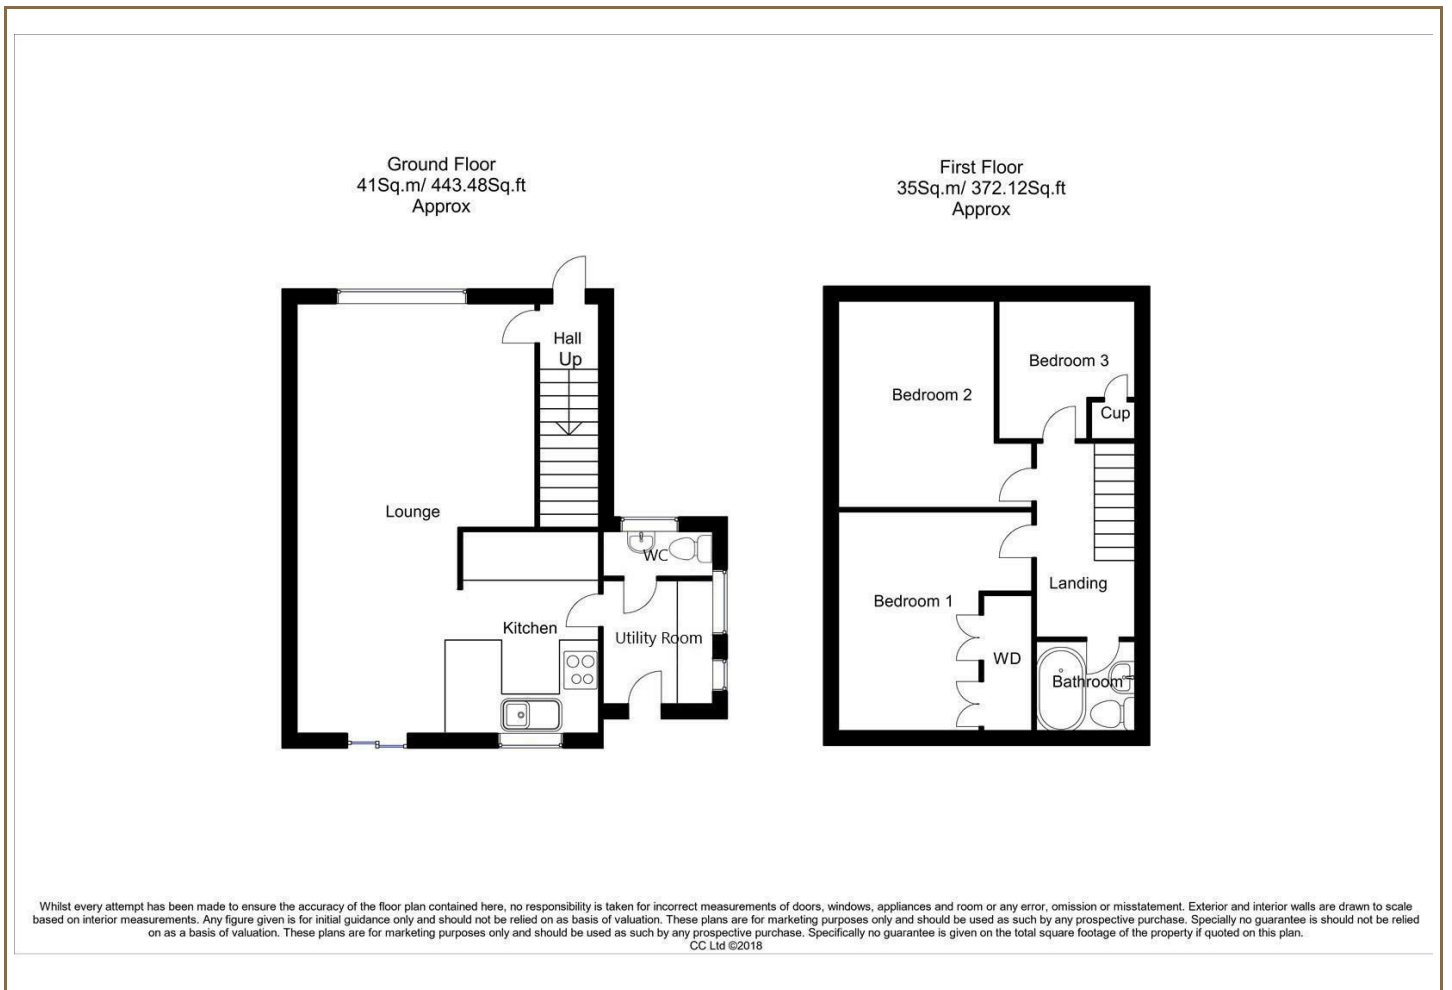 Ground Floor
41Sq.m/ 443.48Sq.ft
Approx
First Floor
35Sq.m/ 372.12Sq.ft
Approx
Hall
Up
Lounge
WC
Kitchen
Utility Room
Bedroom 3
Bedroom 2
Cup
Landing
Bedroom 1
WD
Bathroom
Whilst every attempt has been made to ensure the accuracy of the floor plan contained here, no responsibility is taken for incorrect measurements of doors, windows, appliances and room or any error, omission or misstatement. Exterior and interior walls are drawn to scale
based on interior measurements. Any figure given is for initial guidance only and should not be relied on as basis of valuation. These plans are for marketing purposes only and should be used as such by any prospective purchase. Specially no guarantee is should not be relied
on as a basis of valuation. These plans are for marketing purposes only and should be used as such by any prospective purchase. Specifically no guarantee is given on the total square footage of the property if quoted on this plan.
CC Ltd ©2018